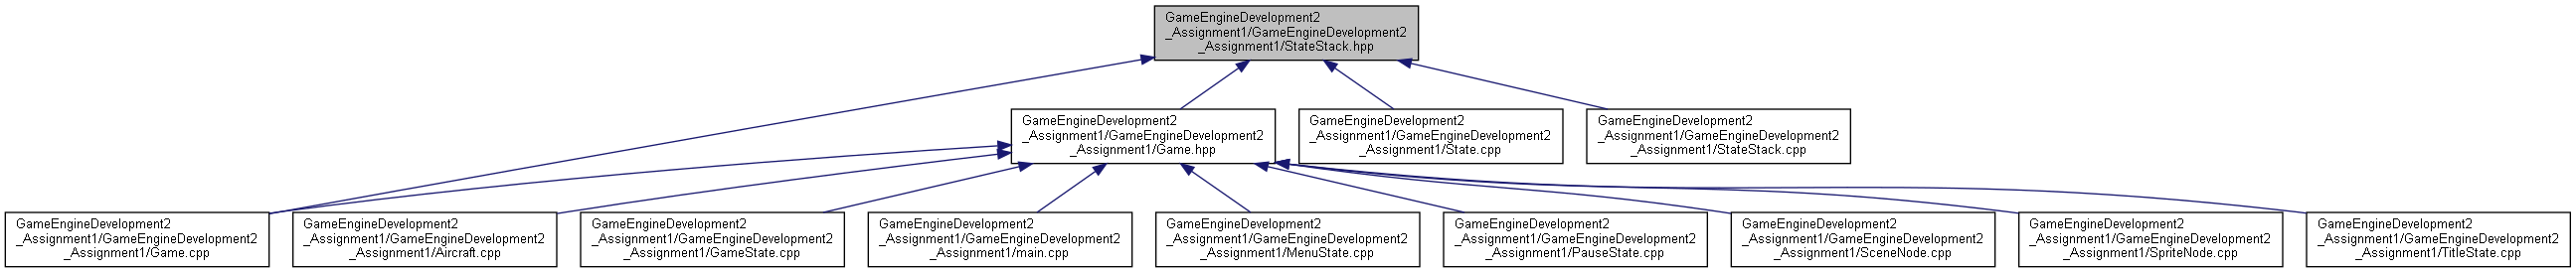 GameEngineDevelopment2
_Assignment1/GameEngineDevelopment2
_Assignment1/StateStack.hpp
GameEngineDevelopment2
_Assignment1/GameEngineDevelopment2
_Assignment1/Game.hpp
GameEngineDevelopment2
_Assignment1/GameEngineDevelopment2
_Assignment1/State.cpp
GameEngineDevelopment2
_Assignment1/GameEngineDevelopment2
_Assignment1/StateStack.cpp
GameEngineDevelopment2
_Assignment1/GameEngineDevelopment2
_Assignment1/Game.cpp
GameEngineDevelopment2
_Assignment1/GameEngineDevelopment2
_Assignment1/Aircraft.cpp
GameEngineDevelopment2
_Assignment1/GameEngineDevelopment2
_Assignment1/GameState.cpp
GameEngineDevelopment2
_Assignment1/GameEngineDevelopment2
_Assignment1/main.cpp
GameEngineDevelopment2
_Assignment1/GameEngineDevelopment2
_Assignment1/MenuState.cpp
GameEngineDevelopment2
_Assignment1/GameEngineDevelopment2
_Assignment1/PauseState.cpp
GameEngineDevelopment2
_Assignment1/GameEngineDevelopment2
_Assignment1/SceneNode.cpp
GameEngineDevelopment2
_Assignment1/GameEngineDevelopment2
_Assignment1/SpriteNode.cpp
GameEngineDevelopment2
_Assignment1/GameEngineDevelopment2
_Assignment1/TitleState.cpp